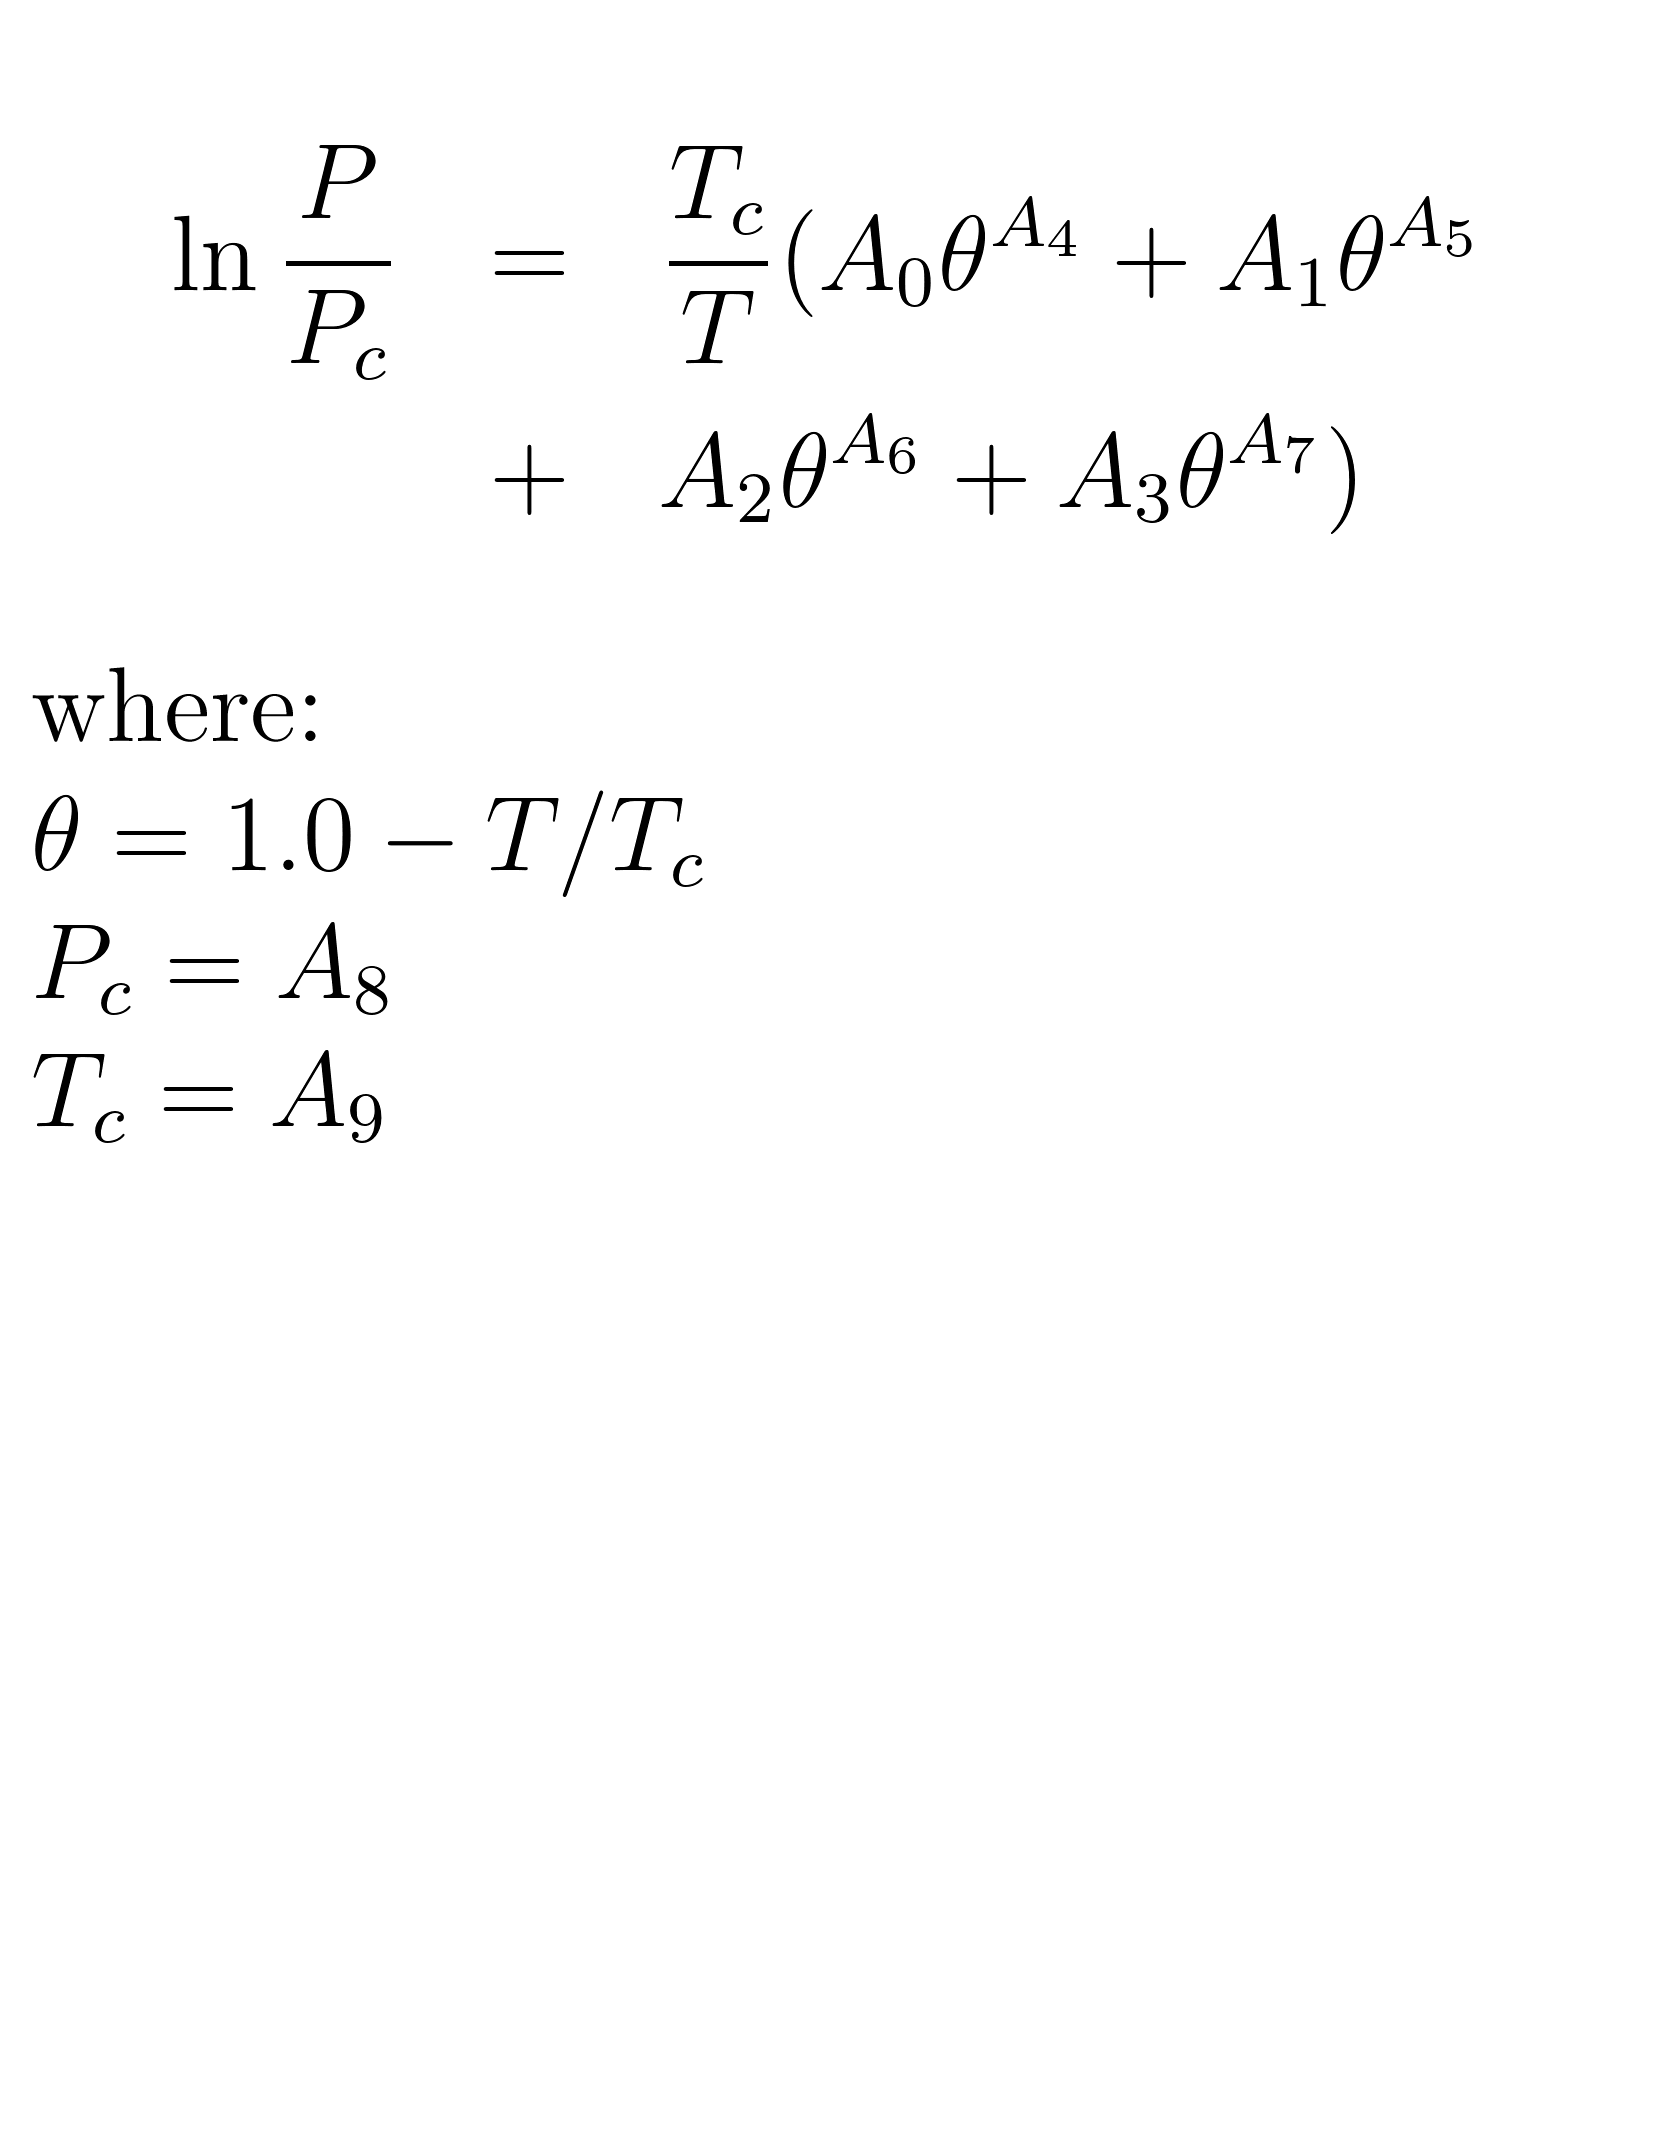 ln P/P_c = T_c/T (A_0θ^{A_4} + A_1θ^{A_5}
+ A_2θ^{A_6} + A_3θ^{A_7})
where:
θ = 1.0 − T/T_c
P_c = A_8
T_c = A_9